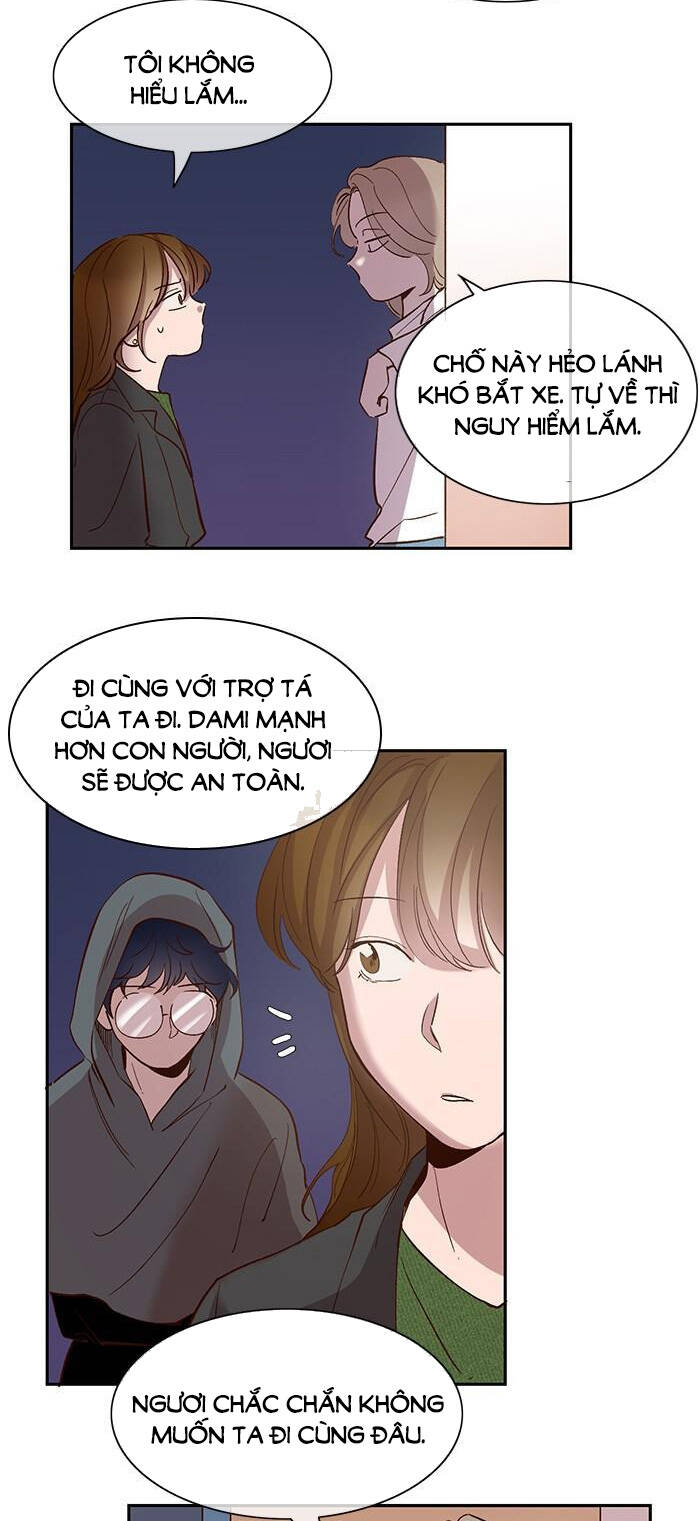 TÔI KHÔNG
HIỂU LẮM...
CHỐ NÀY HẺO LÁNH
KHÓ BẮT XE. TỰ VỀ THÌ
NGUY HIỂM LẮM.
ĐI CÙNG VỚI TRỢ TÁ
CỦA TA ĐI. DAMI MẠNH
HƠN CON NGƯỜI, NGƯƠI
SẼ ĐƯỢC AN TOÀN.
NGƯƠI CHẮC CHẮN KHÔNG
MUỐN TA ĐI CÙNG ĐÂU.